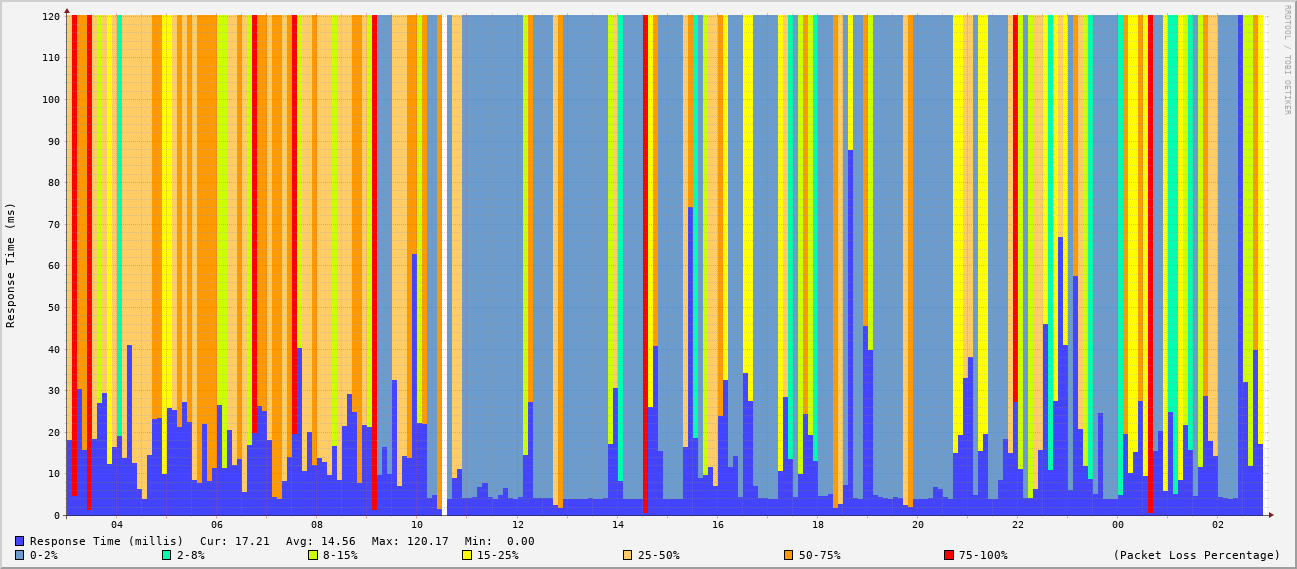 RRDTOOL / TOBI OETIKER
Response Time (ms)
120
110
100
90
80
70
60
50
40
30
20
10
0
04 06 08 10 12 14 16 18 20 22 00 02
Response Time (millis) Cur: 17.21 Avg: 14.56 Max: 120.17 Min: 0.00
0-2% 2-8% 8-15% 15-25% 25-50% 50-75% 75-100% (Packet Loss Percentage)